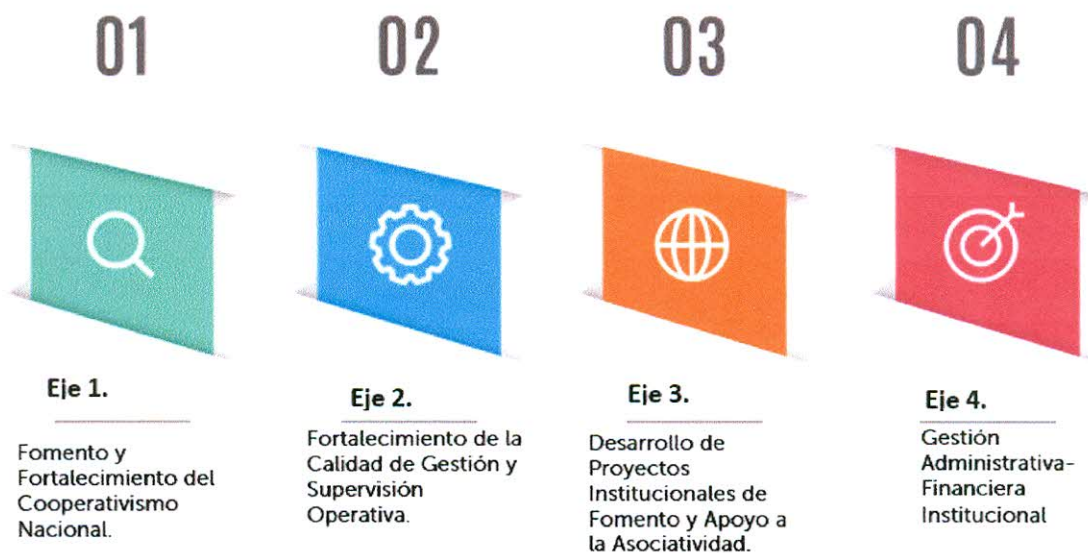 01
02
03
04
Eje 1.
Fomento y
Fortalecimiento del
Cooperativismo
Nacional.
Eje 2.
Fortalecimiento de la
Calidad de Gestión y
Supervisión
Operativa.
Eje 3.
Desarrollo de
Proyectos
Institucionales de
Fomento y Apoyo a
la Asociatividad.
Eje 4.
Gestión
Administrativa-
Financiera
Institucional